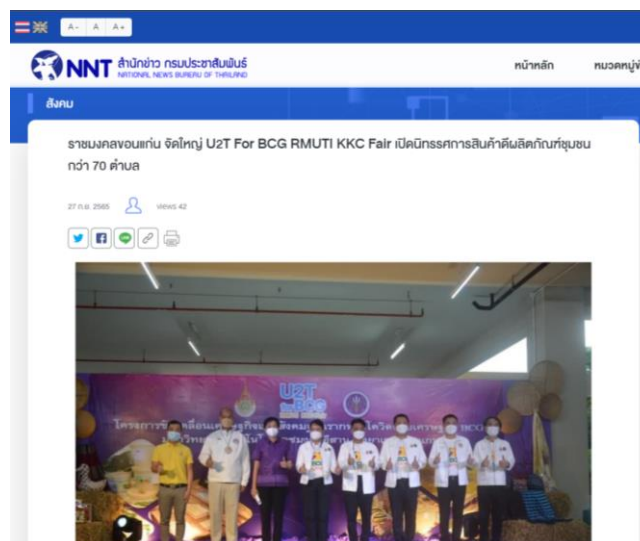 A- A A+
NNT สำนักข่าว กรมประชาสัมพันธ์
NATIONAL NEWS BUREAU OF THAILAND
หน้าหลัก
หมวดหมู่
สังคม
ราชมงคลขอนแก่น จัดใหญ่ U2T For BCG RMUTI KKC Fair เปิดนิทรรศการสินค้าดีผลิตภัณฑ์ชุมชน
กว่า 70 ตำบล
27 ก.ย. 2565 views 42
U2T
for BCG